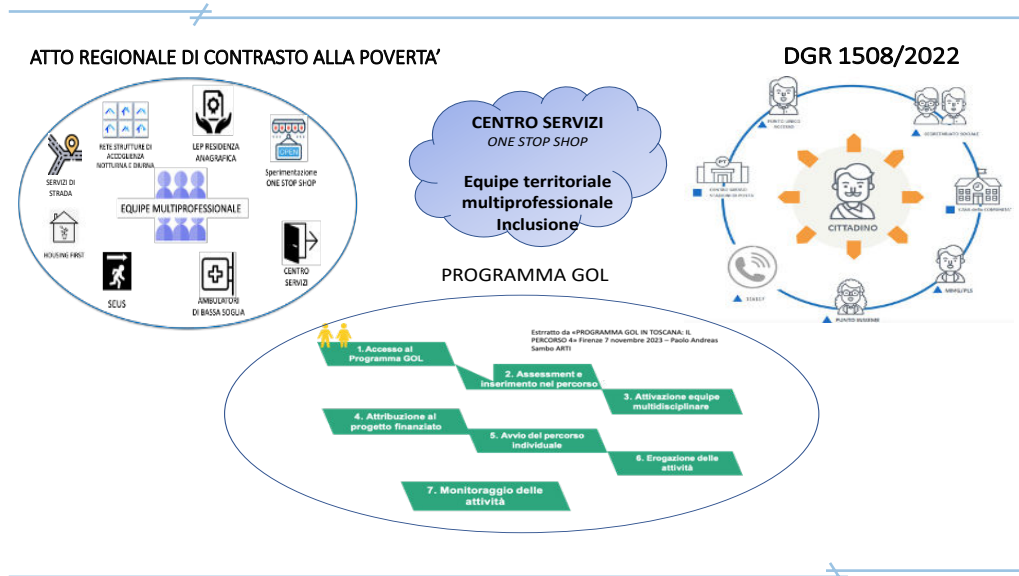 ATTO REGIONALE DI CONTRASTO ALLA POVERTA’
DGR 1508/2022
RETE STRUTTURE DI
ACCOGLIENZA
NOTTURNA E DIURNA
LEP RESIDENZA
ANAGRAFICA
Sperimentazione
ONE STOP SHOP
OPEN
SERVIZI DI
STRADA
EQUIPE MULTIPROFESSIONALE
HOUSING FIRST
SEUS
AMBULATORI
DI BASSA SOGLIA
CENTRO
SERVIZI
CENTRO SERVIZI
ONE STOP SHOP
Equipe territoriale
multiprofessionale
Inclusione
PUNTO UNICO
SEGRETARIATO SOCIALE
PT
CITTADINO
MMG/PLS
PROGRAMMA GOL
Estrratto da «PROGRAMMA GOL IN TOSCANA: IL
PERCORSO 4» Firenze 7 novembre 2023 – Paolo Andreas
Sambo ARTI
1. Accesso al
Programma GOL
2. Assessment e
inserimento nel percorso
3. Attivazione equipe
multidisciplinare
4. Attribuzione al
progetto finanziato
5. Avvio del percorso
individuale
6. Erogazione delle
attività
7. Monitoraggio delle
attività